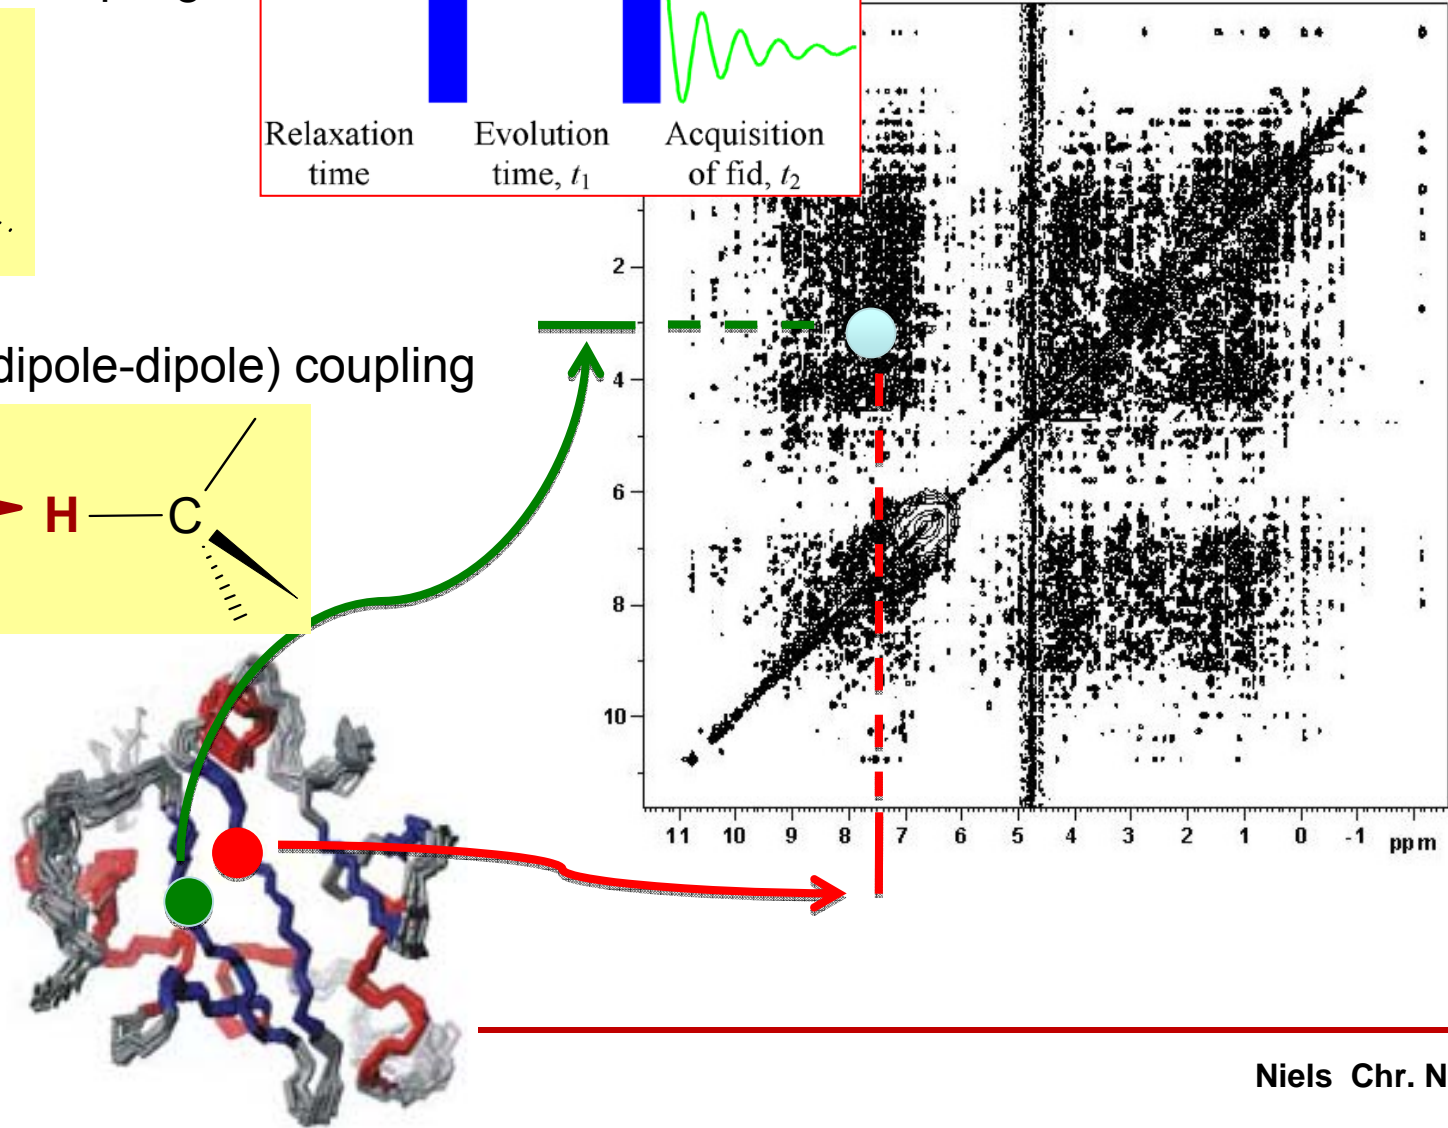 Relaxation time
Evolution time, t₁
Acquisition of fid, t₂
dipole-dipole) coupling
H C
2
4
6
8
10
11 10 9 8 7 6 5 4 3 2 1 0 -1 ppm
Niels Chr. N